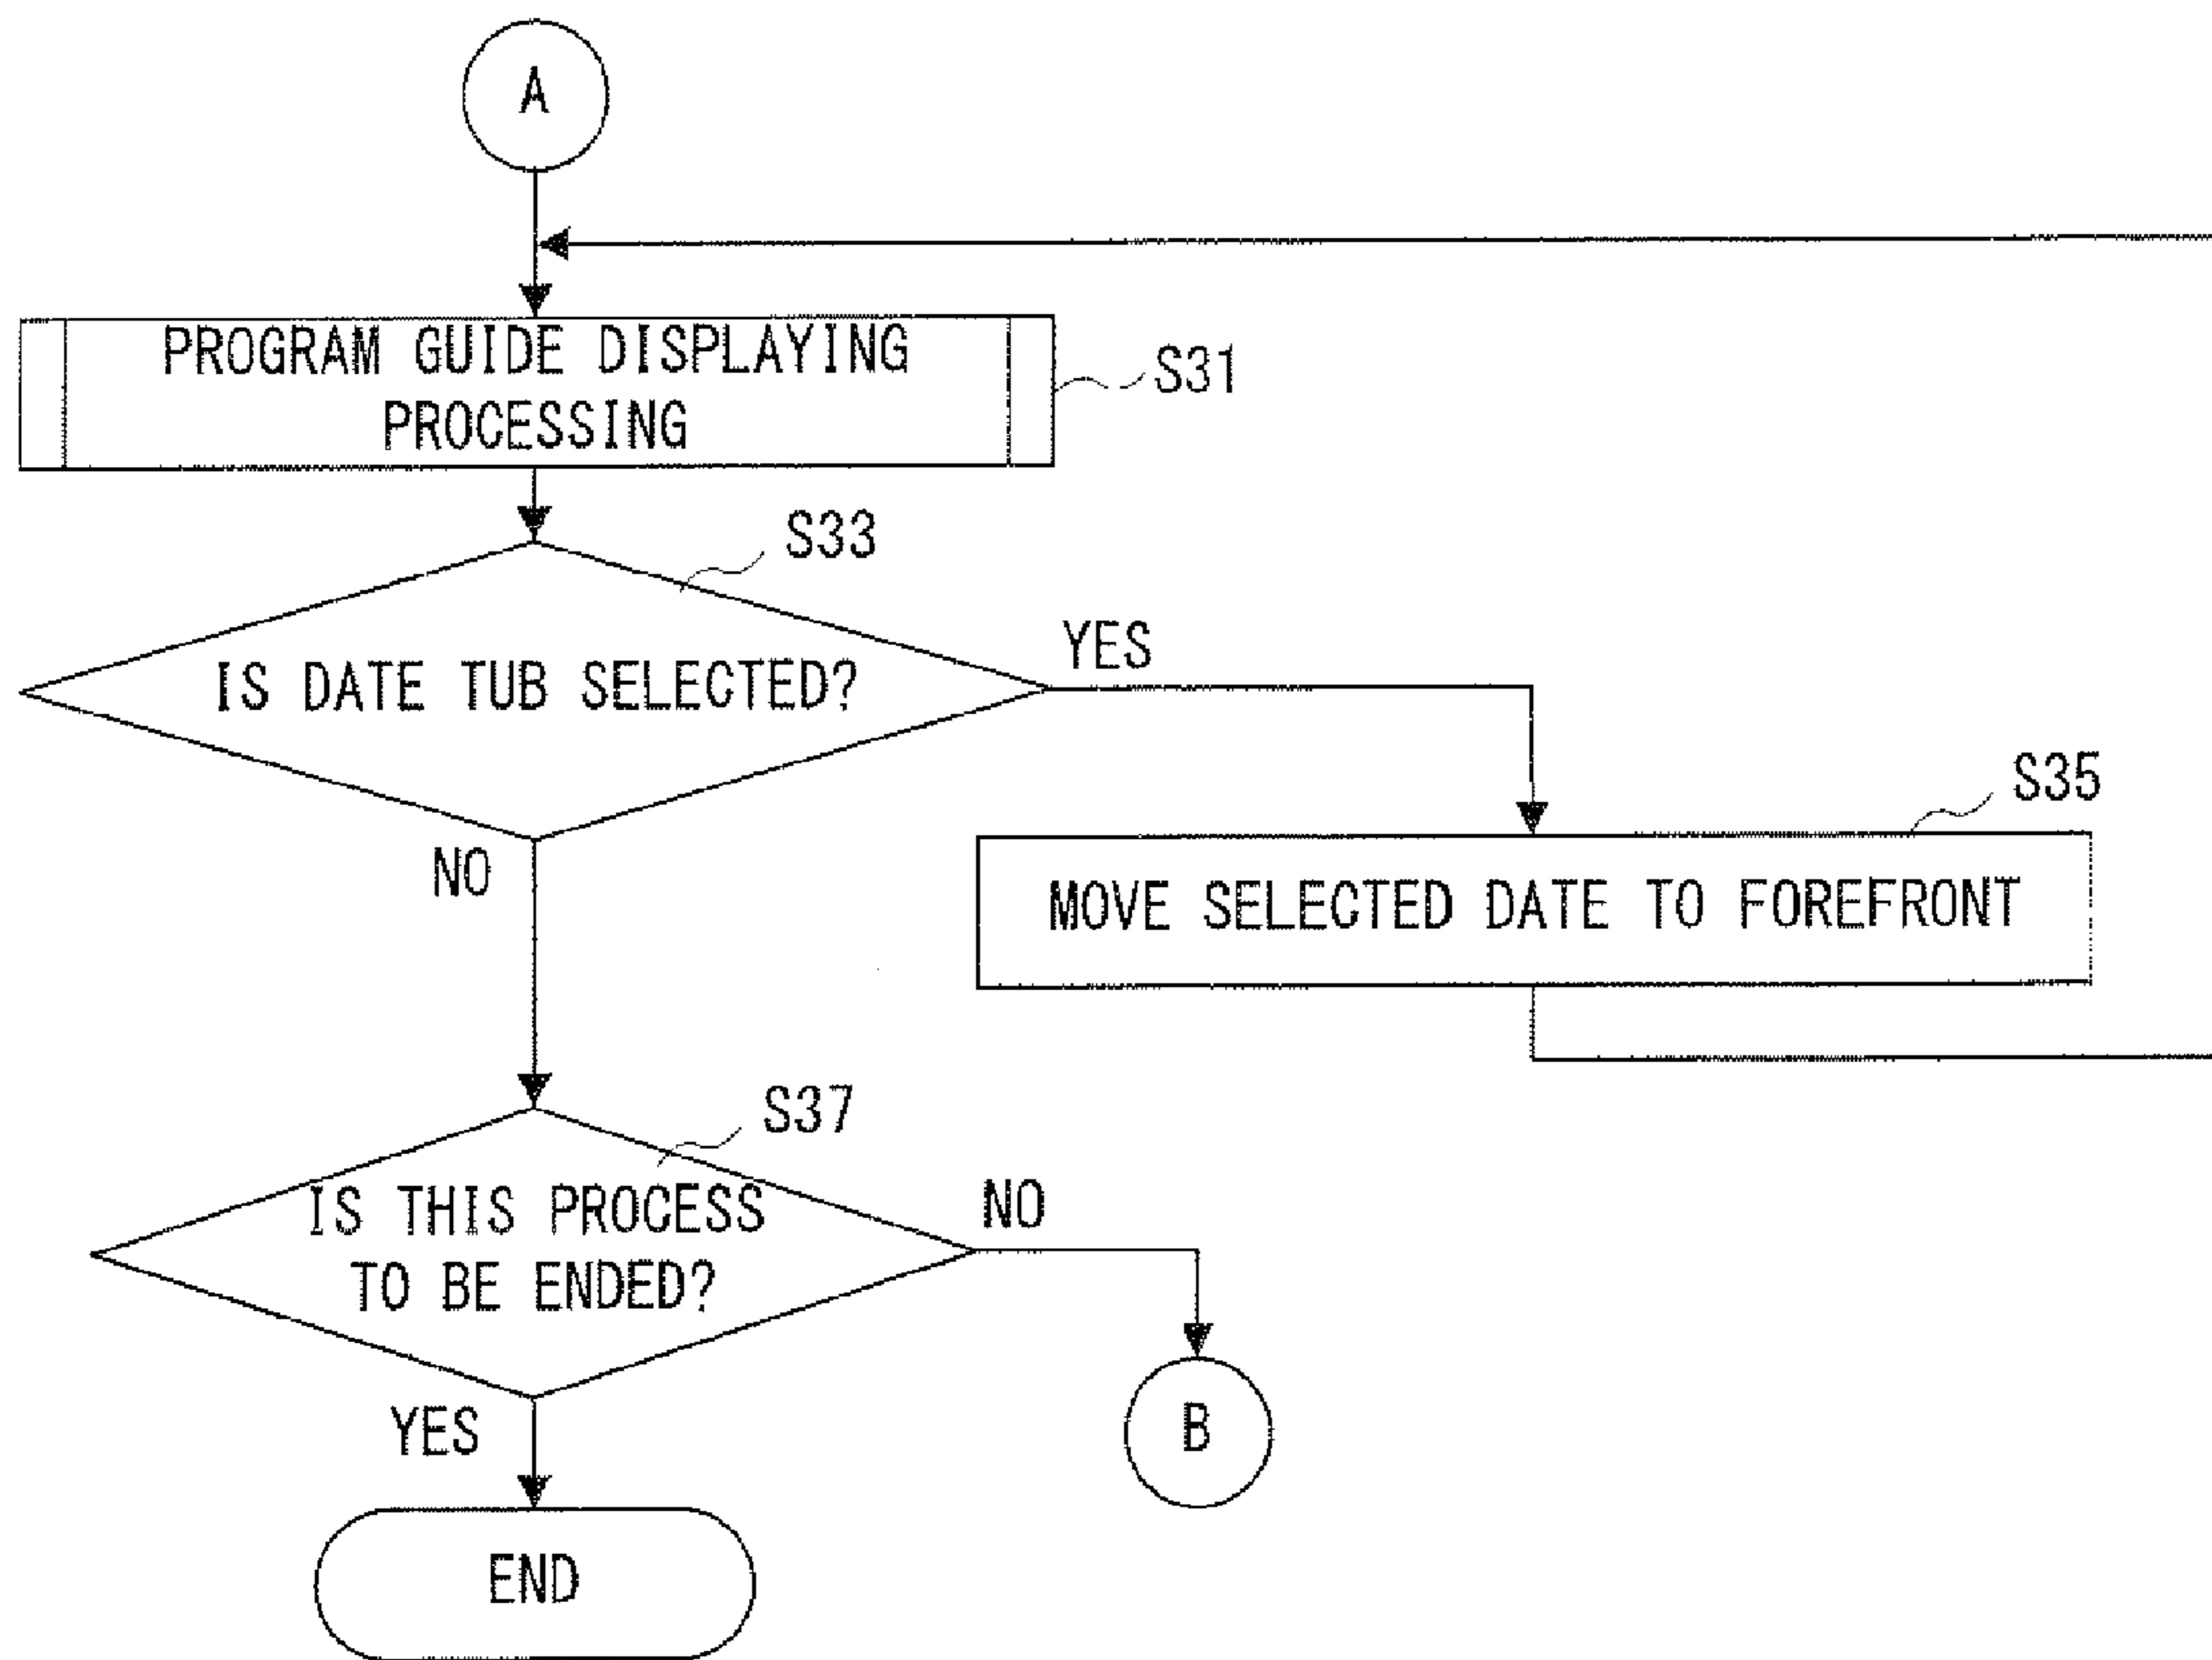 A
PROGRAM GUIDE DISPLAYING
PROCESSING
S31
S33
IS DATE TUB SELECTED?
YES
NO
S35
MOVE SELECTED DATE TO FOREFRONT
S37
IS THIS PROCESS
TO BE ENDED?
NO
YES
B
END